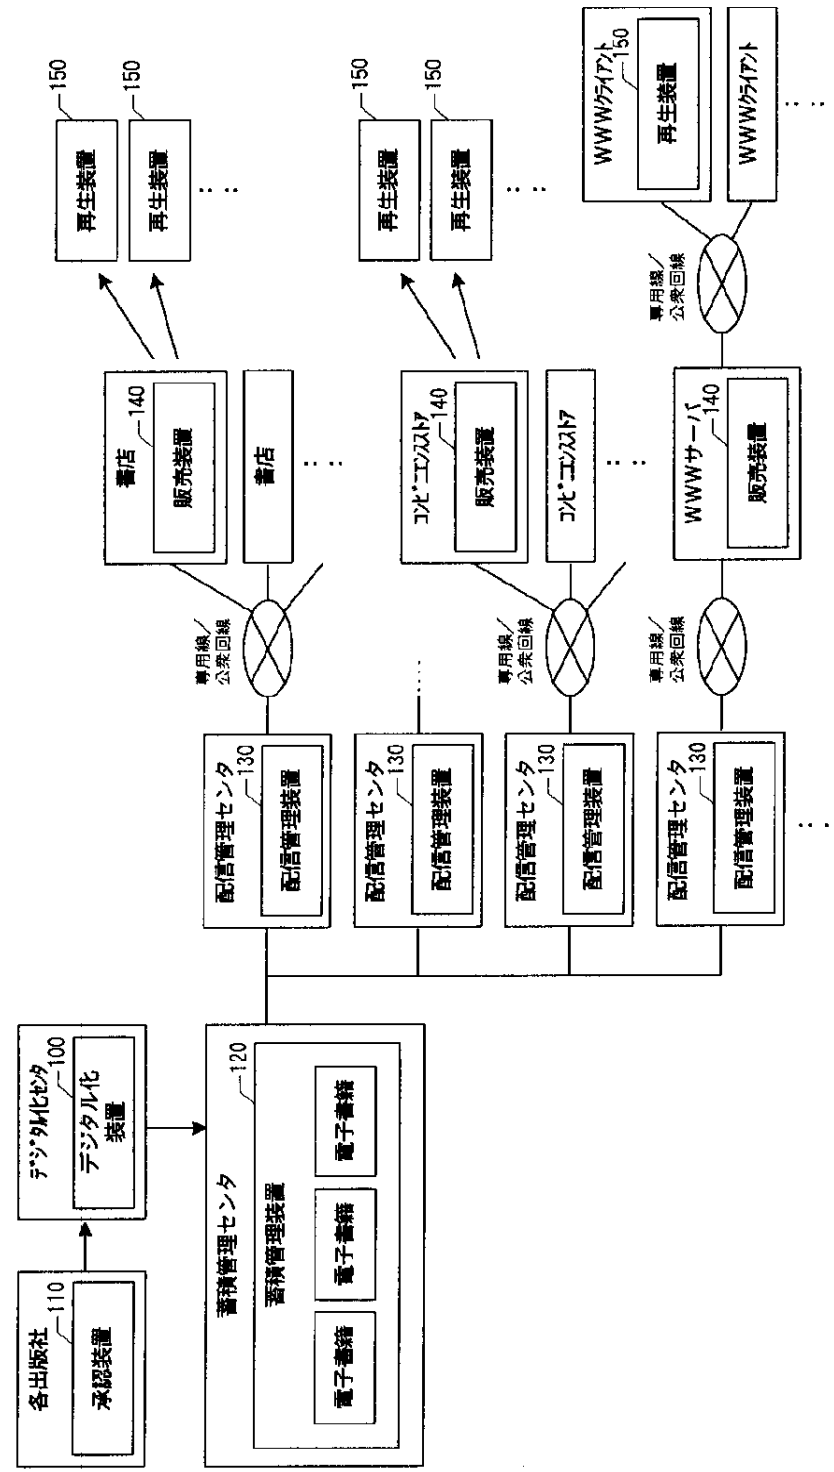 各出版社
110
承認装置
デジタル化センタ
100
デジタル化
装置
蓄積管理センタ
120
蓄積管理装置
電子書籍
電子書籍
電子書籍
配信管理センタ
130
配信管理装置
配信管理センタ
130
配信管理装置
配信管理センタ
130
配信管理装置
配信管理センタ
130
配信管理装置
専用線/
公衆回線
専用線/
公衆回線
専用線/
公衆回線
書店
140
販売装置
書店
コンビニエンスストア
140
販売装置
コンビニエンスストア
WWWサーバ
140
販売装置
専用線/
公衆回線
150
再生装置
150
再生装置
150
再生装置
150
再生装置
WWWクライアント
150
再生装置
WWWクライアント